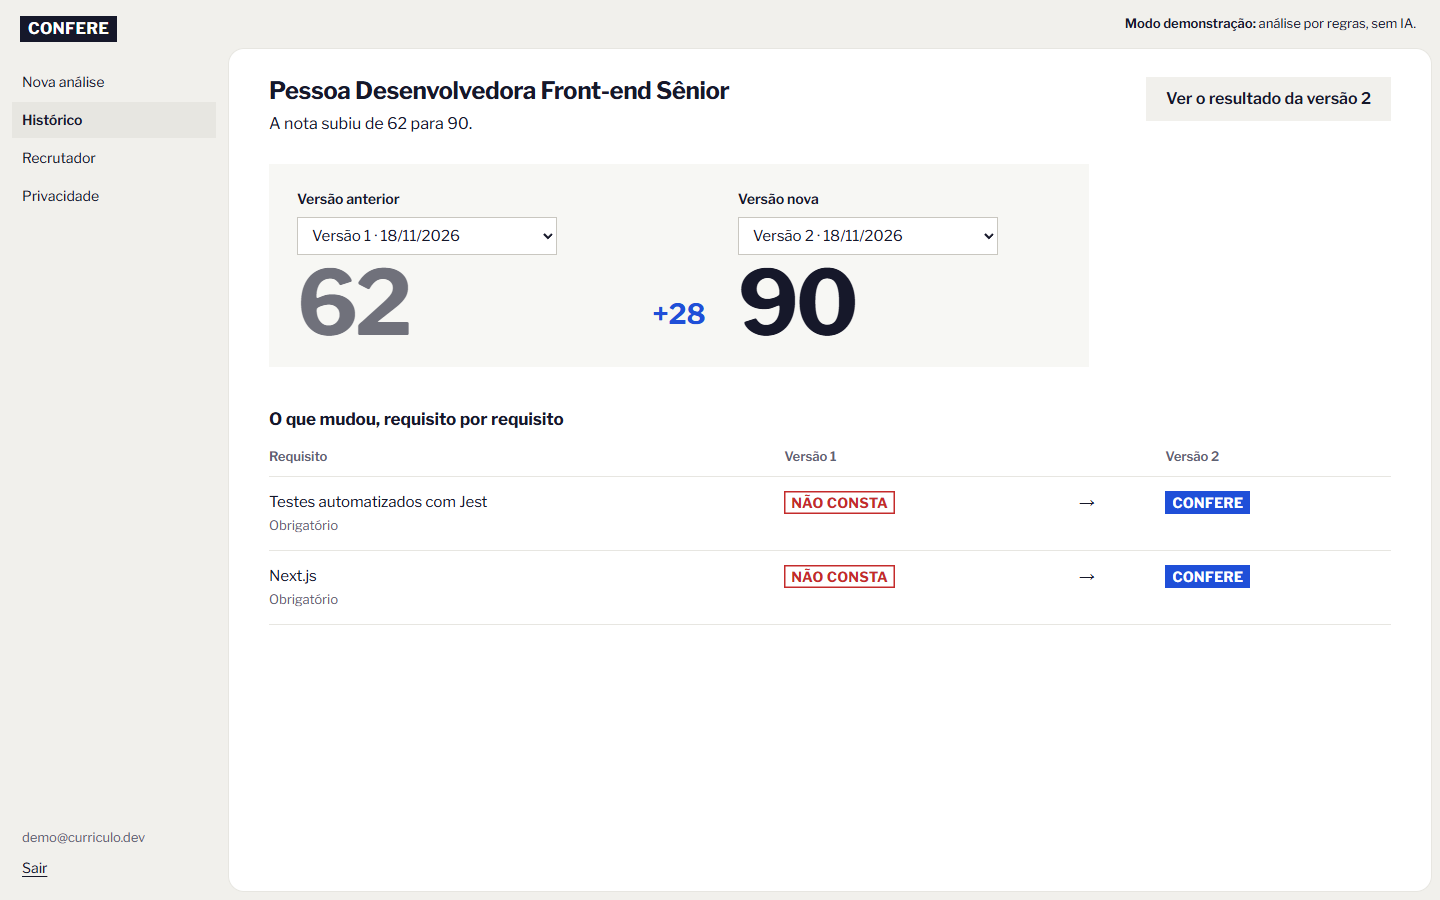 CONFERE
Modo demonstração: análise por regras, sem IA.
Nova análise
Histórico
Recrutador
Privacidade
Pessoa Desenvolvedora Front-end Sênior
A nota subiu de 62 para 90.
Ver o resultado da versão 2
Versão anterior
Versão 1 · 18/11/2026
62
+28
Versão nova
Versão 2 · 18/11/2026
90
O que mudou, requisito por requisito
Requisito Versão 1 Versão 2
Testes automatizados com Jest NÃO CONSTA → CONFERE
Obrigatório
Next.js NÃO CONSTA → CONFERE
Obrigatório
demo@curriculo.dev
Sair